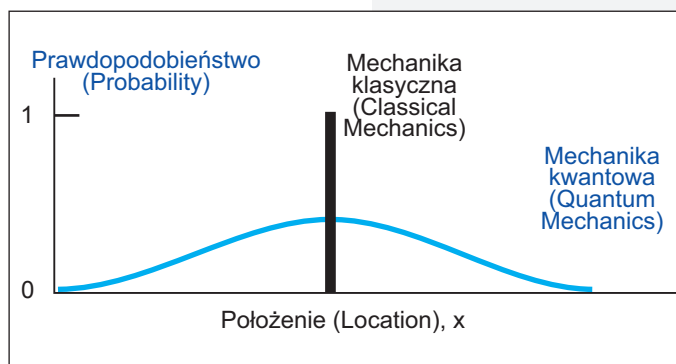 Prawdopodobieństwo
(Probability)
Mechanika
klasyczna
(Classical
Mechanics)
1
Mechanika
kwantowa
(Quantum
Mechanics)
0
Położenie (Location), x